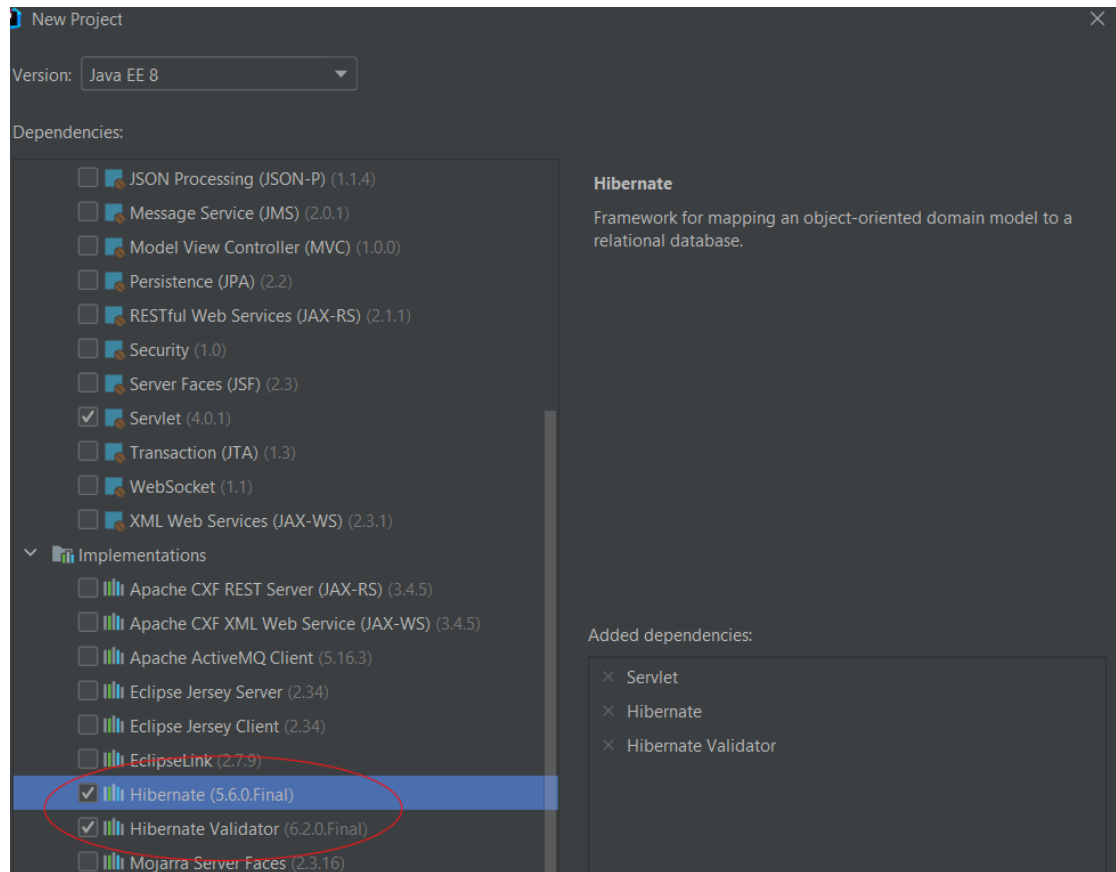 New Project
Version: Java EE 8
Dependencies:
JSON Processing (JSON-P) (1.1.4)
Message Service (JMS) (2.0.1)
Model View Controller (MVC) (1.0.0)
Persistence (JPA) (2.2)
RESTful Web Services (JAX-RS) (2.1.1)
Security (1.0)
Server Faces (JSF) (2.3)
Servlet (4.0.1)
Transaction (JTA) (1.3)
WebSocket (1.1)
XML Web Services (JAX-WS) (2.3.1)
Implementations
Apache CXF REST Server (JAX-RS) (3.4.5)
Apache CXF XML Web Service (JAX-WS) (3.4.5)
Apache ActiveMQ Client (5.16.3)
Eclipse Jersey Server (2.34)
Eclipse Jersey Client (2.34)
EclipseLink (2.7.9)
Hibernate (5.6.0.Final)
Hibernate Validator (6.2.0.Final)
Mojarra Server Faces (2.3.16)
Hibernate
Framework for mapping an object-oriented domain model to a
relational database.
Added dependencies:
Servlet
Hibernate
Hibernate Validator